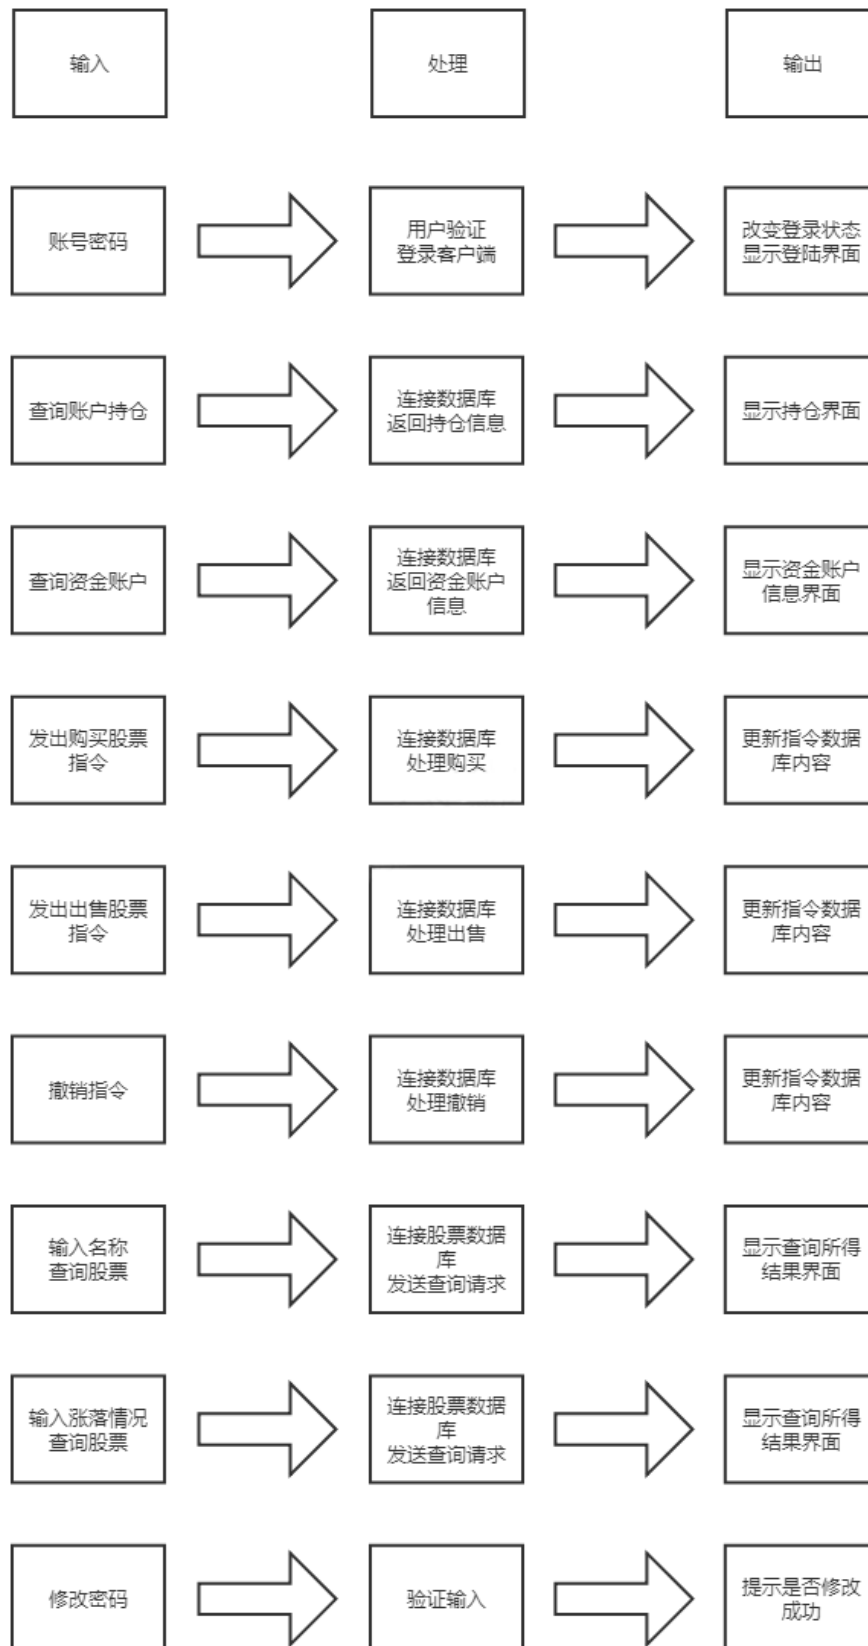 输入
处理
输出
账号密码
用户验证
登录客户端
改变登录状态
显示登陆界面
查询账户持仓
连接数据库
返回持仓信息
显示持仓界面
查询资金账户
连接数据库
返回资金账户
信息
显示资金账户
信息界面
发出购买股票
指令
连接数据库
处理购买
更新指令数据
库内容
发出出售股票
指令
连接数据库
处理出售
更新指令数据
库内容
撤销指令
连接数据库
处理撤销
更新指令数据
库内容
输入名称
查询股票
连接股票数据
库
发送查询请求
显示查询所得
结果界面
输入涨落情况
查询股票
连接股票数据
库
发送查询请求
显示查询所得
结果界面
修改密码
验证输入
提示是否修改
成功